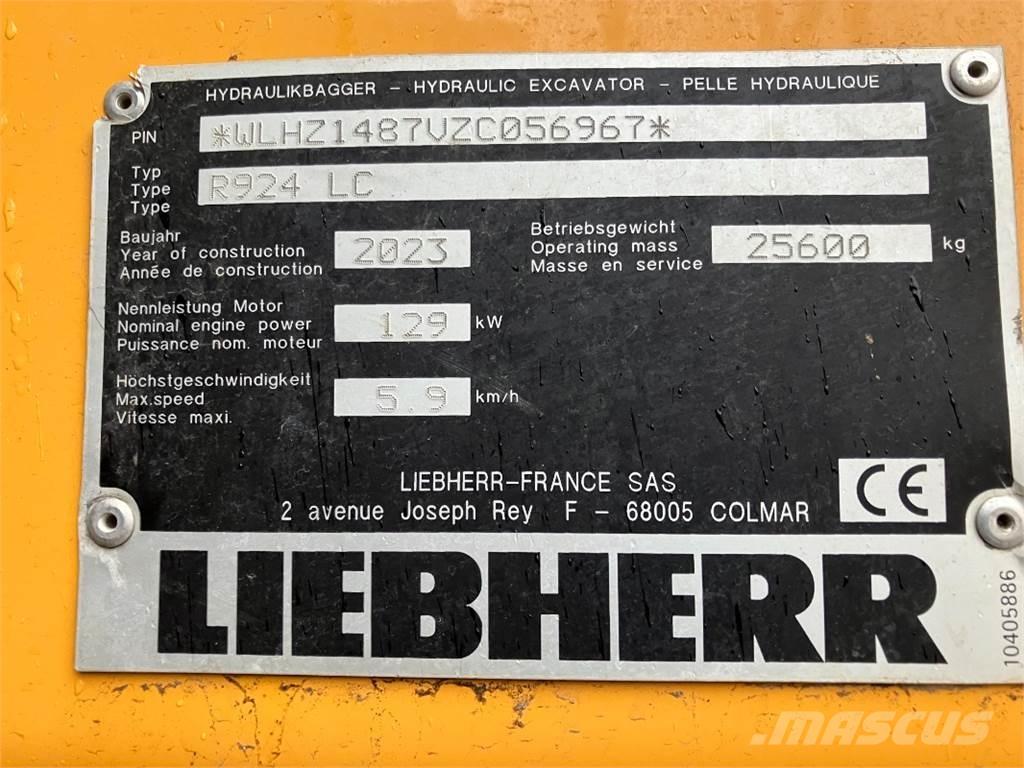 HYDRAULIKBAGGER – HYDRAULIC EXCAVATOR – PELLE HYDRAULIQUE
PIN *WLHZ1487VZC056967*
Typ
Type R924 LC
Type
Baujahr
Year of construction 2023
Année de construction
Betriebsgewicht
Operating mass 25600 kg
Masse en service
Nennleistung Motor
Nominal engine power 129 kW
Puissance nom. moteur
Höchstgeschwindigkeit
Max.speed 5.9 km/h
Vitesse maxi.
LIEBHERR–FRANCE SAS
2 avenue Joseph Rey F – 68005 COLMAR
CE
LIEBHERR
10405886
MASCUS